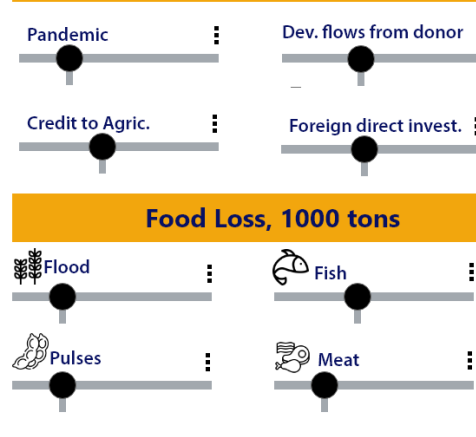 Pandemic
Dev. flows from donor
Credit to Agric.
Foreign direct invest.
Food Loss, 1000 tons
Flood
Fish
Pulses
Meat